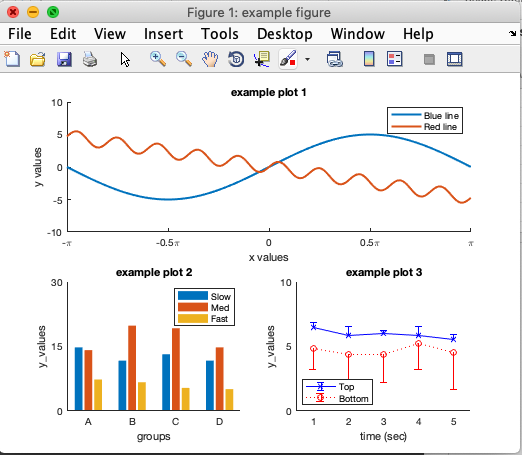 Figure 1: example figure
File Edit View Insert Tools Desktop Window Help
example plot 1
Blue line
Red line
y values
10
5
0
-5
-10
-π -0.5π 0 0.5π π
x values
example plot 2
Slow
Med
Fast
y_values
30
15
0
A B C D
groups
example plot 3
y_values
10
5
0
Top
Bottom
1 2 3 4 5
time (sec)